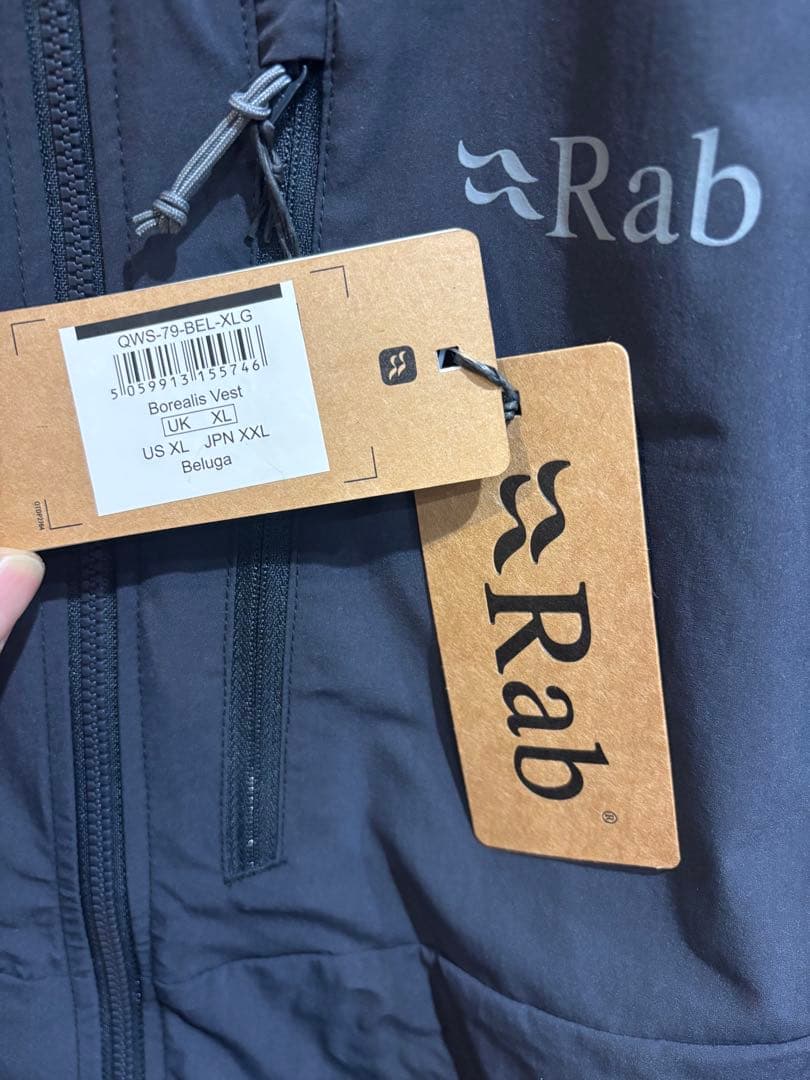 Rab
QWS-79-BEL-XLG
5 059913 155746
Borealis Vest
UK XL
US XL JPN XXL
Beluga
Rab
®